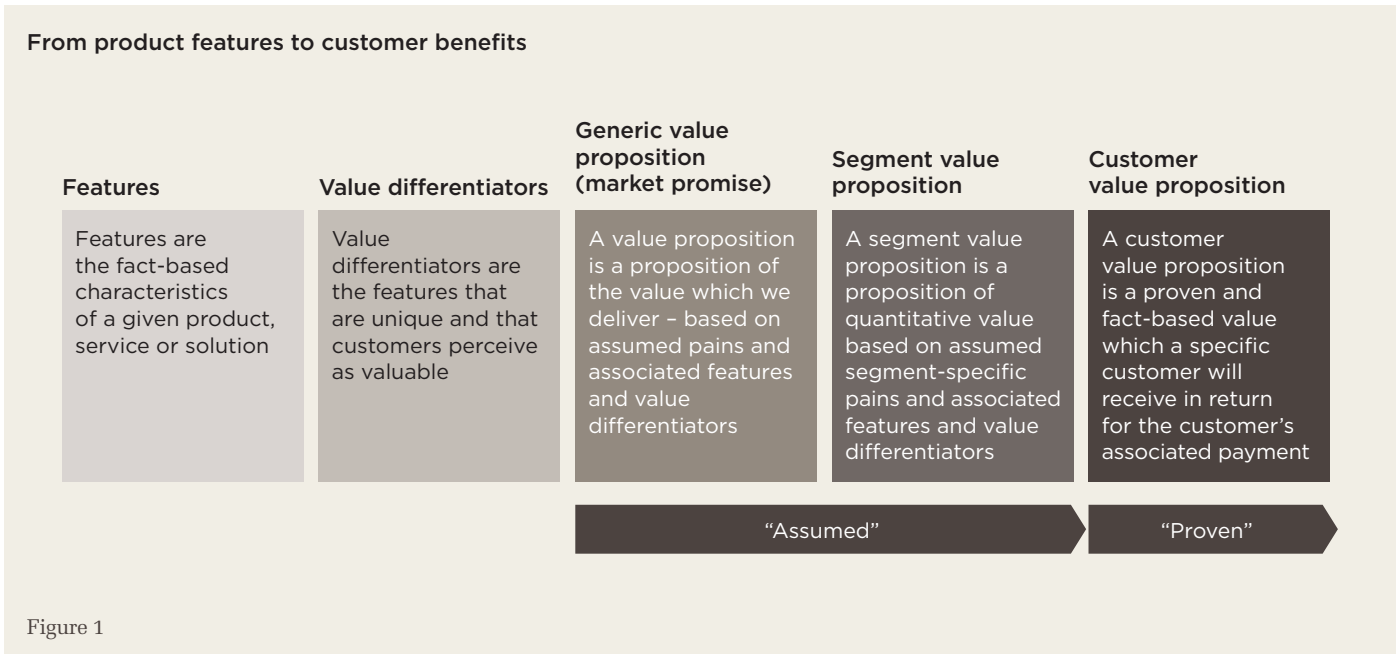 From product features to customer benefits
Features
Features are
the fact-based
characteristics
of a given product,
service or solution
Value differentiators
Value
differentiators are
the features that
are unique and that
customers perceive
as valuable
Generic value
proposition
(market promise)
A value proposition
is a proposition of
the value which we
deliver – based on
assumed pains and
associated features
and value
differentiators
Segment value
proposition
A segment value
proposition is a
proposition of
quantitative value
based on assumed
segment-specific
pains and associated
features and value
differentiators
Customer
value proposition
A customer
value proposition
is a proven and
fact-based value
which a specific
customer will
receive in return
for the customer’s
associated payment
“Assumed”
“Proven”
Figure 1